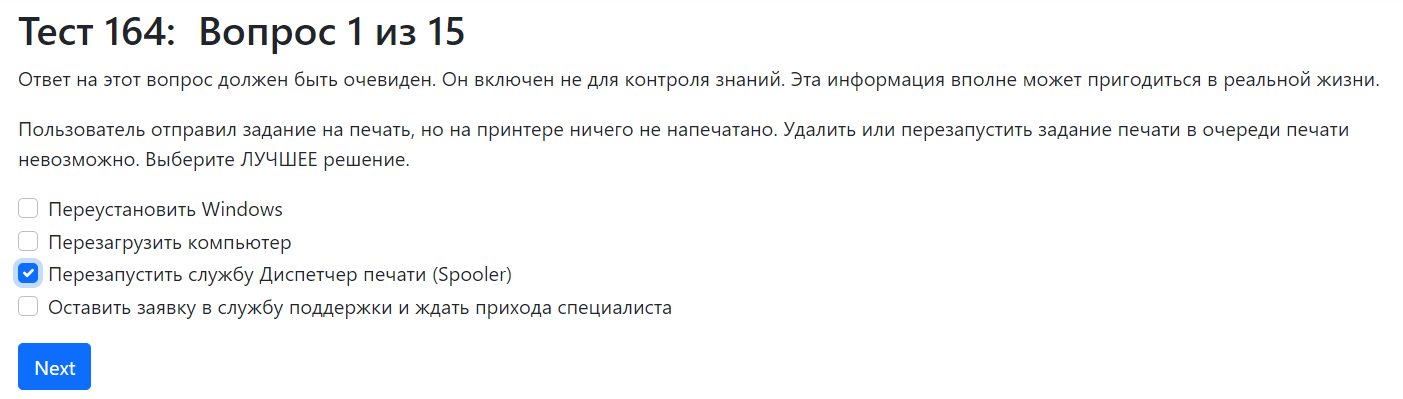 Тест 164: Вопрос 1 из 15
Ответ на этот вопрос должен быть очевиден. Он включен не для контроля знаний. Эта информация вполне может пригодиться в реальной жизни.
Пользователь отправил задание на печать, но на принтере ничего не напечатано. Удалить или перезапустить задание печати в очереди печати
невозможно. Выберите ЛУЧШЕЕ решение.
Переустановить Windows
Перезагрузить компьютер
Перезапустить службу Диспетчер печати (Spooler)
Оставить заявку в службу поддержки и ждать прихода специалиста
Next